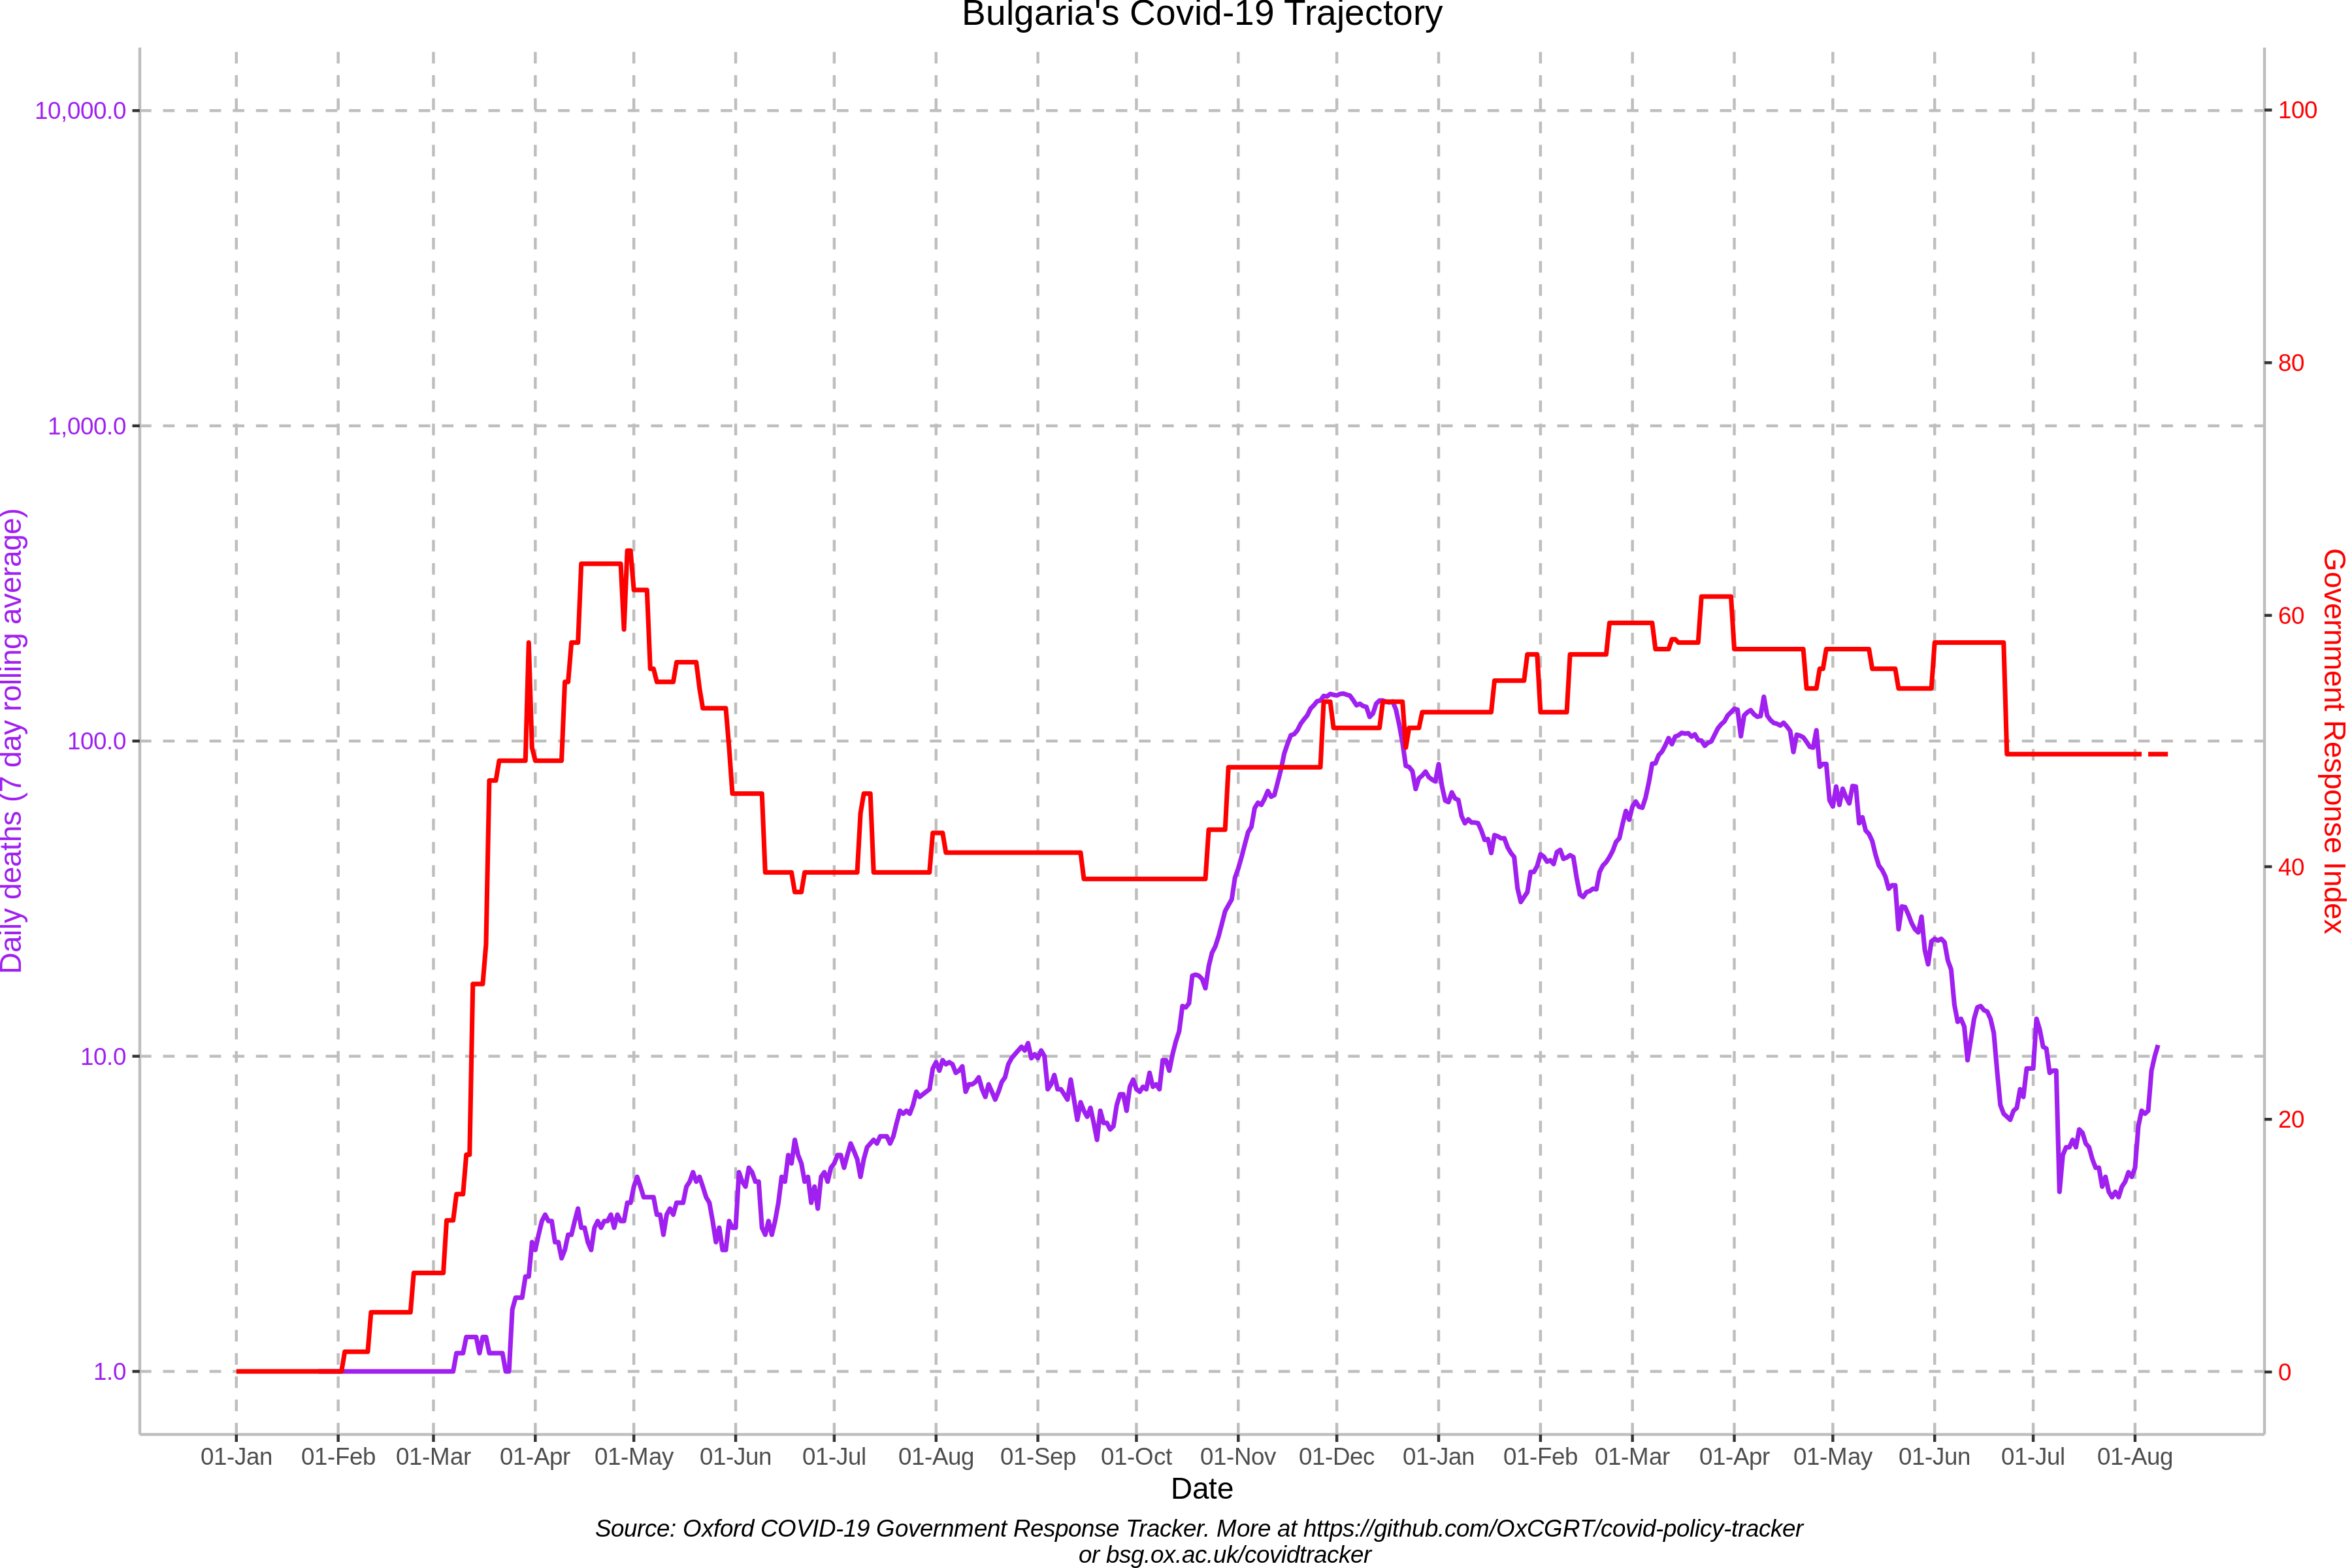 Bulgaria's Covid-19 Trajectory
10,000.0
1,000.0
100.0
10.0
1.0
Daily deaths (7 day rolling average)
100
80
60
40
20
0
Government Response Index
01-Jan 01-Feb 01-Mar 01-Apr 01-May 01-Jun 01-Jul 01-Aug 01-Sep 01-Oct 01-Nov 01-Dec 01-Jan 01-Feb 01-Mar 01-Apr 01-May 01-Jun 01-Jul 01-Aug
Date
Source: Oxford COVID-19 Government Response Tracker. More at https://github.com/OxCGRT/covid-policy-tracker
or bsg.ox.ac.uk/covidtracker